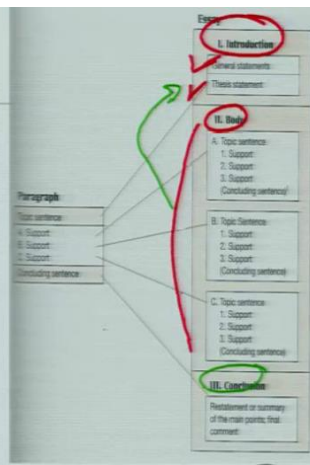 Essay
I. Introduction
General statements
Thesis statement
II. Body
A. Topic sentence
1. Support
2. Support
3. Support
(Concluding sentence)
Paragraph
Topic sentence
A. Support
B. Support
C. Support
Concluding sentence
B. Topic Sentence
1. Support
2. Support
3. Support
(Concluding sentence)
C. Topic sentence
1. Support
2. Support
3. Support
(Concluding sentence)
III. Conclusion
Restatement or summary
of the main points; final
comment